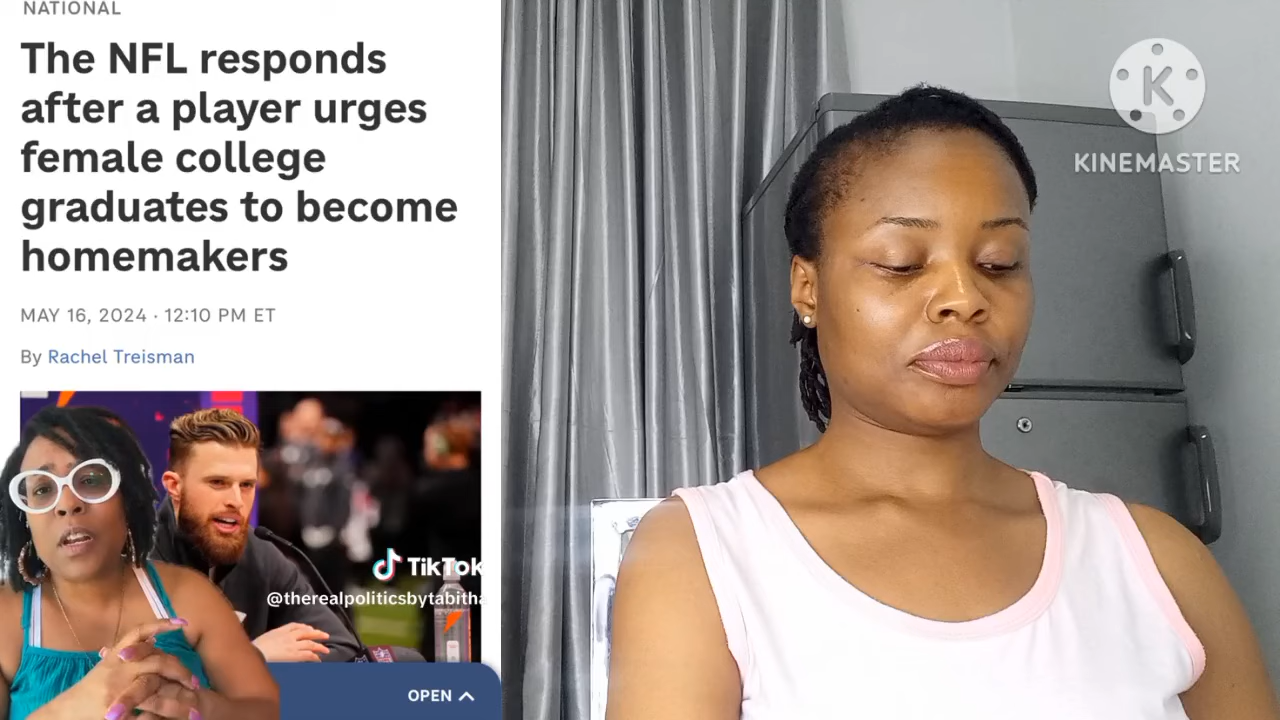 NATIONAL
The NFL responds
after a player urges
female college
graduates to become
homemakers
MAY 16, 2024 · 12:10 PM ET
By Rachel Treisman
TikTok
@therealpoliticsbytabitha
OPEN
K
KINEMASTER